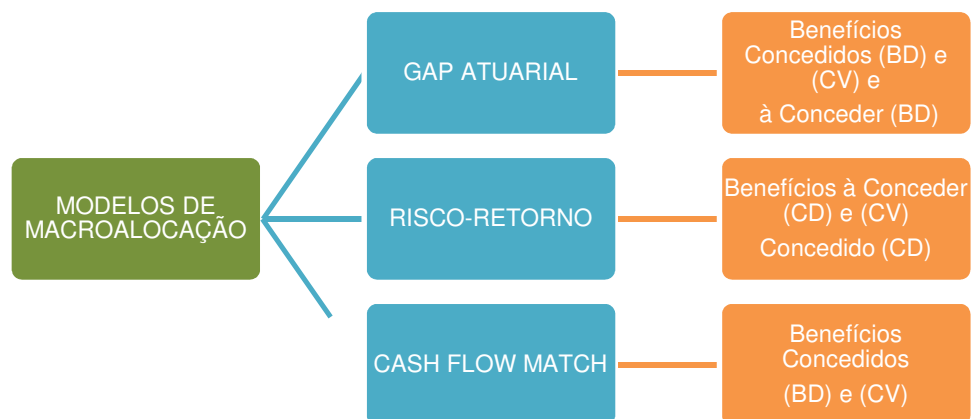 MODELOS DE
MACROALOCAÇÃO
GAP ATUARIAL
Benefícios
Concedidos (BD) e
(CV) e
à Conceder (BD)
RISCO-RETORNO
Benefícios à Conceder
(CD) e (CV)
Concedido (CD)
CASH FLOW MATCH
Benefícios
Concedidos
(BD) e (CV)